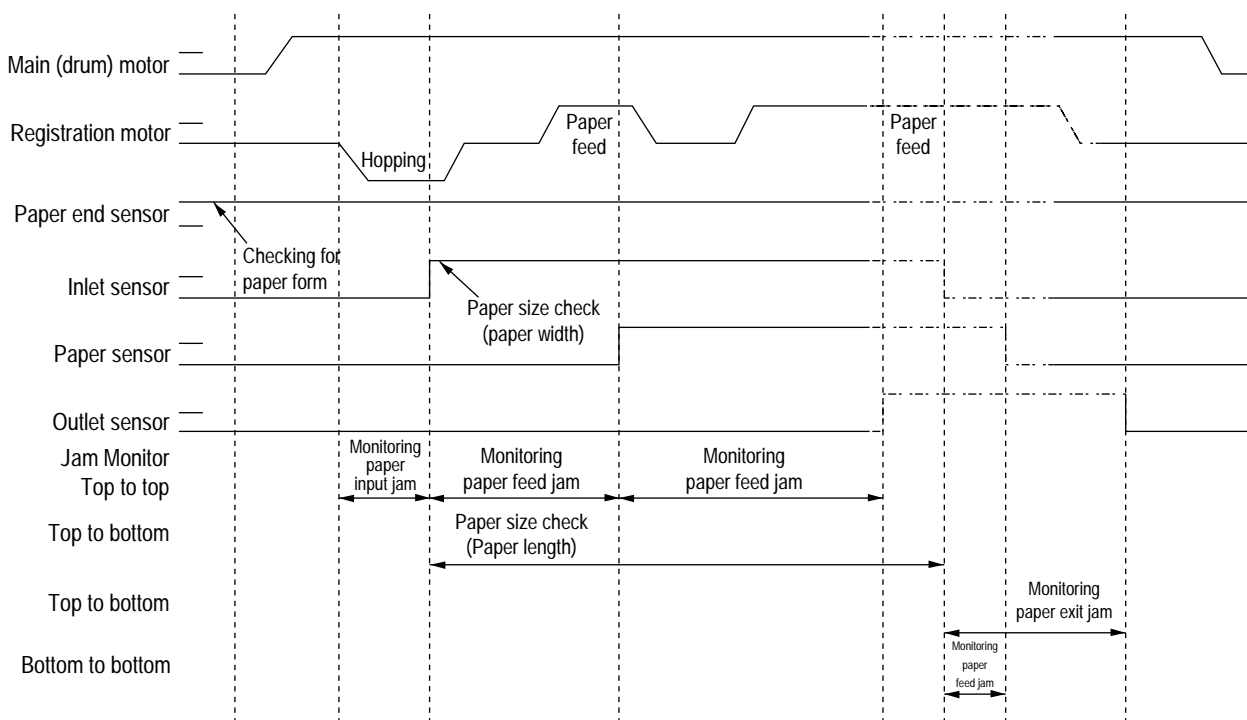 Main (drum) motor
Registration motor
Hopping
Paper
feed
Paper
feed
Paper end sensor
Checking for
paper form
Inlet sensor
Paper size check
(paper width)
Paper sensor
Outlet sensor
Jam Monitor
Top to top
Monitoring
paper
input jam
Monitoring
paper feed jam
Monitoring
paper feed jam
Top to bottom
Paper size check
(Paper length)
Top to bottom
Monitoring
paper exit jam
Bottom to bottom
Monitoring
paper
feed jam